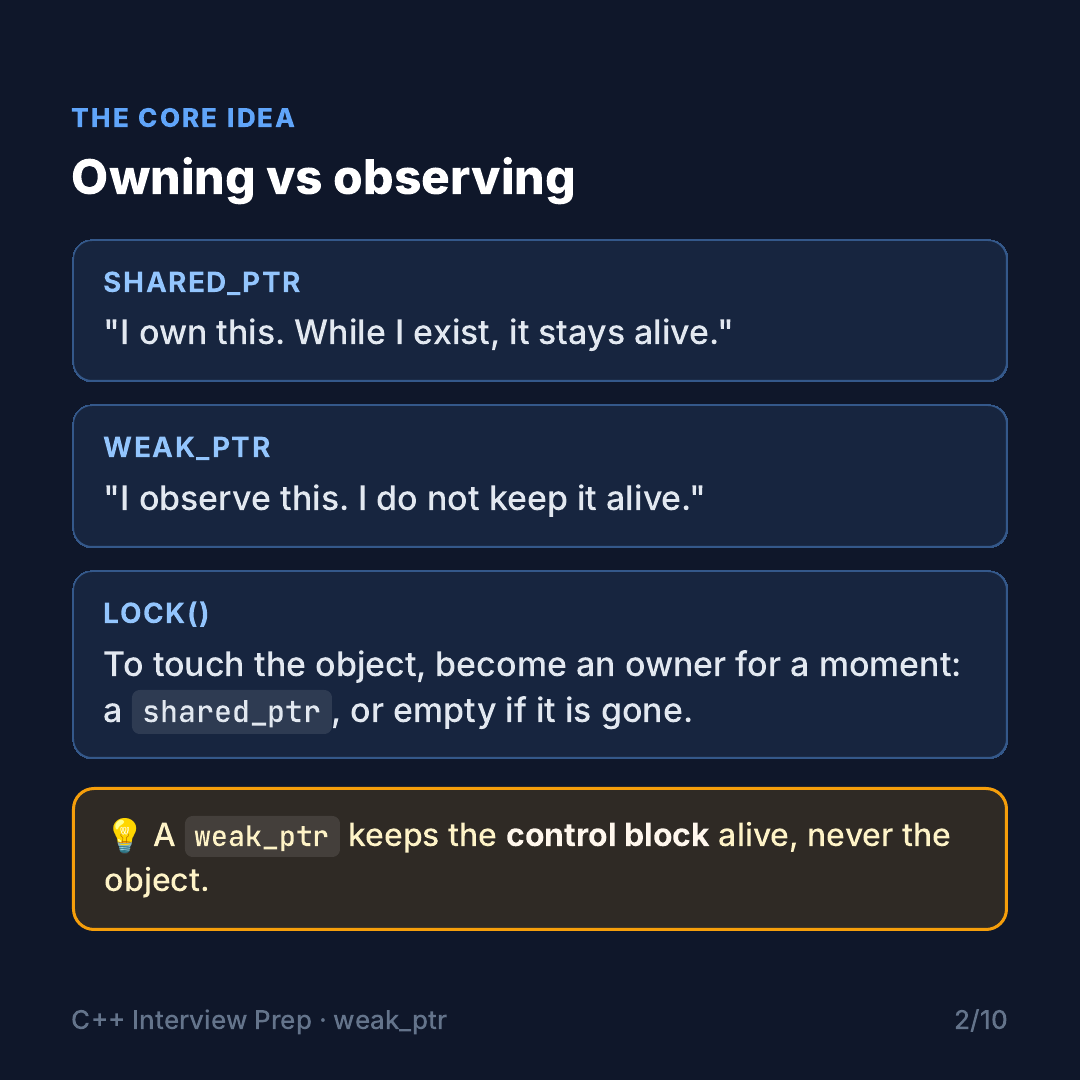 THE CORE IDEA
Owning vs observing
SHARED_PTR
"I own this. While I exist, it stays alive."
WEAK_PTR
"I observe this. I do not keep it alive."
LOCK()
To touch the object, become an owner for a moment:
a shared_ptr, or empty if it is gone.
💡 A weak_ptr keeps the control block alive, never the
object.
C++ Interview Prep · weak_ptr
2/10